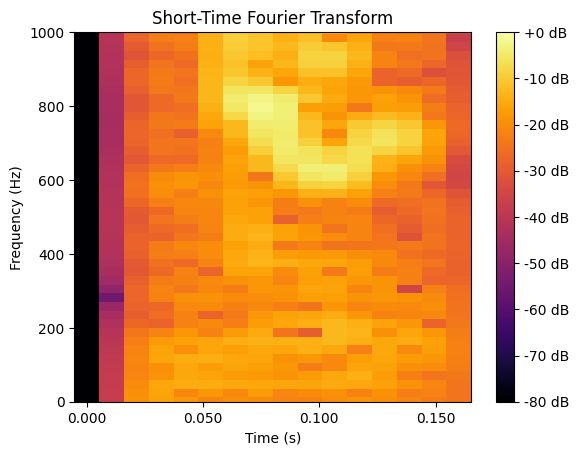 Short-Time Fourier Transform
1000
800
600
400
200
0
Frequency (Hz)
0.000
0.050
0.100
0.150
Time (s)
+0 dB
-10 dB
-20 dB
-30 dB
-40 dB
-50 dB
-60 dB
-70 dB
-80 dB